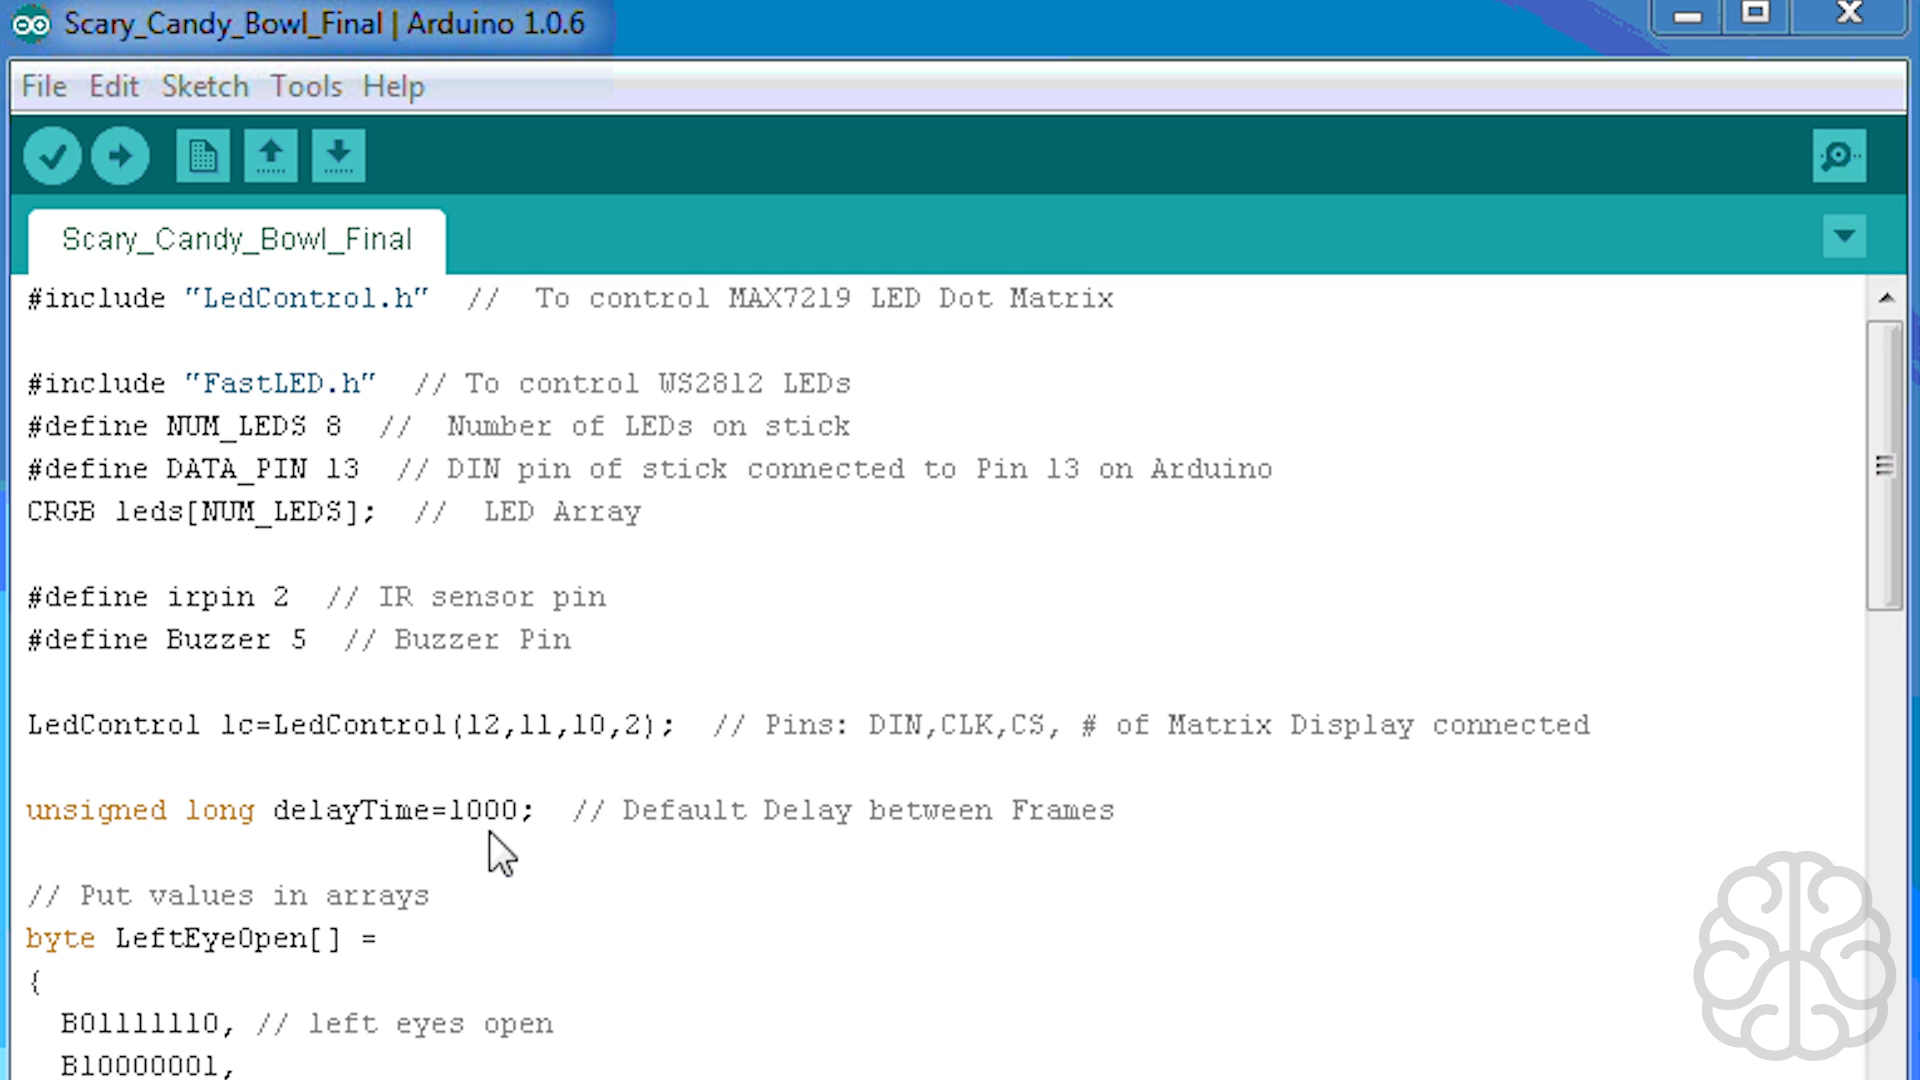 Scary_Candy_Bowl_Final | Arduino 1.0.6
File Edit Sketch Tools Help
Scary_Candy_Bowl_Final
#include "LedControl.h"  //  To control MAX7219 LED Dot Matrix
#include "FastLED.h"  // To control WS2812 LEDs
#define NUM_LEDS 8  //  Number of LEDs on stick
#define DATA_PIN 13  // DIN pin of stick connected to Pin 13 on Arduino
CRGB leds[NUM_LEDS];  //  LED Array
#define irpin 2  // IR sensor pin
#define Buzzer 5  // Buzzer Pin
LedControl lc=LedControl(12,11,10,2);  // Pins: DIN,CLK,CS, # of Matrix Display connected
unsigned long delayTime=1000;  // Default Delay between Frames
// Put values in arrays
byte LeftEyeOpen[] =
{
  B01111110, // left eyes open
  B10000001,